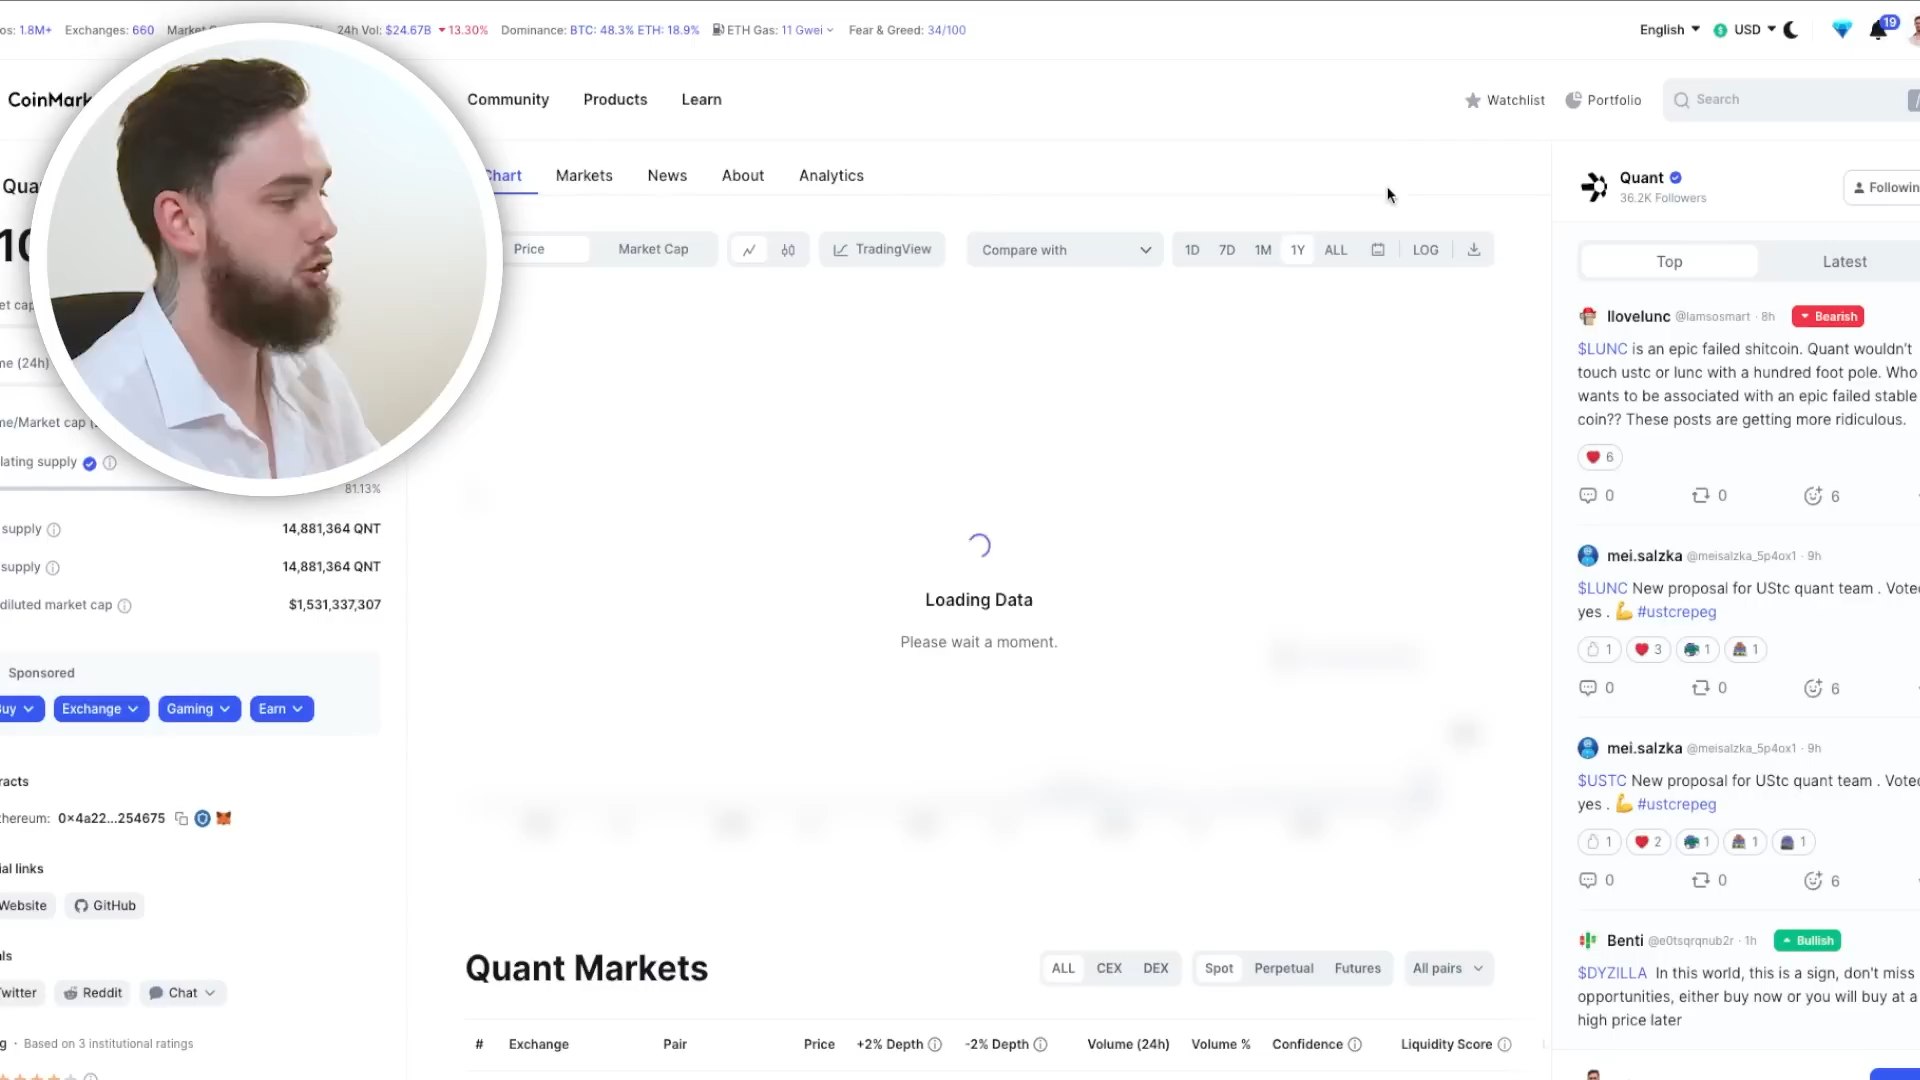 os: 1.8M+ Exchanges: 660 Market 24h Vol: $24.67B 13.30% Dominance: BTC: 48.3% ETH: 18.9% ETH Gas: 11 Gwei Fear & Greed: 34/100
English USD 19
CoinMark Community Products Learn
Watchlist Portfolio Search /
Qua
10
et cap
me (24h)
me/Market cap (
lating supply
81.13%
supply 14,881,364 QNT
supply 14,881,364 QNT
diluted market cap $1,531,337,307
Sponsored
uy Exchange Gaming Earn
racts
hereum: 0×4a22...254675
ial links
Website GitHub
ls
witter Reddit Chat
g · Based on 3 institutional ratings
Chart Markets News About Analytics
Price Market Cap TradingView Compare with 1D 7D 1M 1Y ALL LOG
Loading Data
Please wait a moment.
Quant Markets
ALL CEX DEX Spot Perpetual Futures All pairs
# Exchange Pair Price +2% Depth -2% Depth Volume (24h) Volume % Confidence Liquidity Score
Quant
36.2K Followers
Followin
Top Latest
@Iamsosmart · 8h Bearish
$LUNC is an epic failed shitcoin. Quant wouldn't
touch ustc or lunc with a hundred foot pole. Who
wants to be associated with an epic failed stable
coin?? These posts are getting more ridiculous.
6
0 0 6
mei.salzka @meisalzka_5p4ox1 · 9h
$LUNC New proposal for UStc quant team . Voted
yes . 💪 #ustcrepeg
1 3 1 1
0 0 6
mei.salzka @meisalzka_5p4ox1 · 9h
$USTC New proposal for UStc quant team . Voted
yes . 💪 #ustcrepeg
1 2 1 1 1
0 0 6
Benti @e0tsqrqnub2r · 1h Bullish
$DYZILLA In this world, this is a sign, don't miss
opportunities, either buy now or you will buy at a
high price later